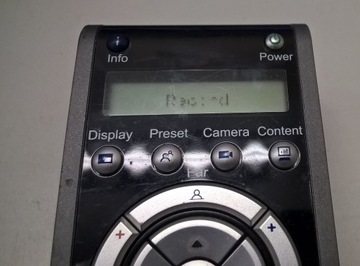 Info Power
Display Preset Camera Content
Far
+ +